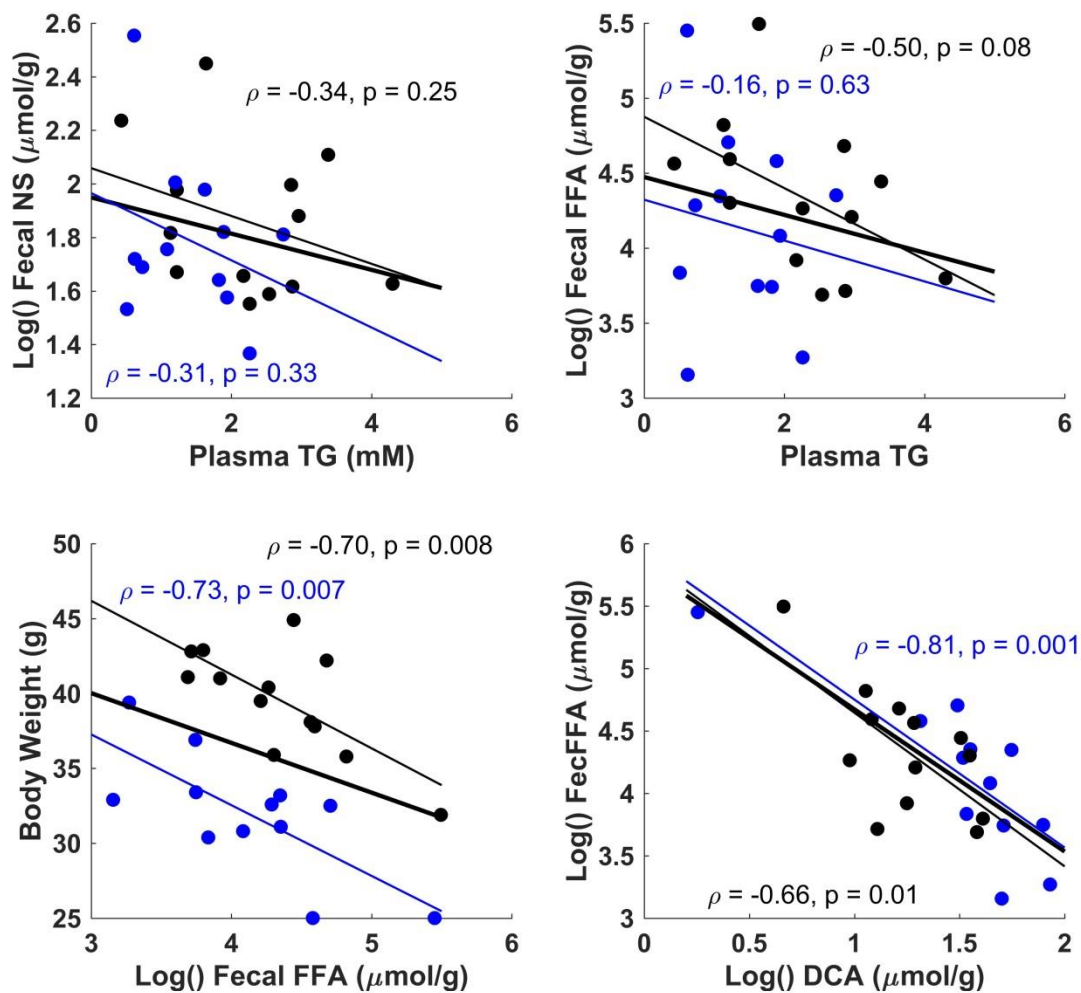 Log() Fecal NS (μmol/g)
2.6
2.4
2.2
2
1.8
1.6
1.4
1.2
ρ = -0.34, p = 0.25
ρ = -0.31, p = 0.33
0 2 4 6
Plasma TG (mM)
Log() Fecal FFA (μmol/g)
5.5
5
4.5
4
3.5
3
ρ = -0.50, p = 0.08
ρ = -0.16, p = 0.63
0 2 4 6
Plasma TG
Body Weight (g)
50
45
40
35
30
25
ρ = -0.70, p = 0.008
ρ = -0.73, p = 0.007
3 4 5 6
Log() Fecal FFA (μmol/g)
Log() FecFFA (μmol/g)
6
5.5
5
4.5
4
3.5
3
ρ = -0.81, p = 0.001
ρ = -0.66, p = 0.01
0 0.5 1 1.5 2
Log() DCA (μmol/g)